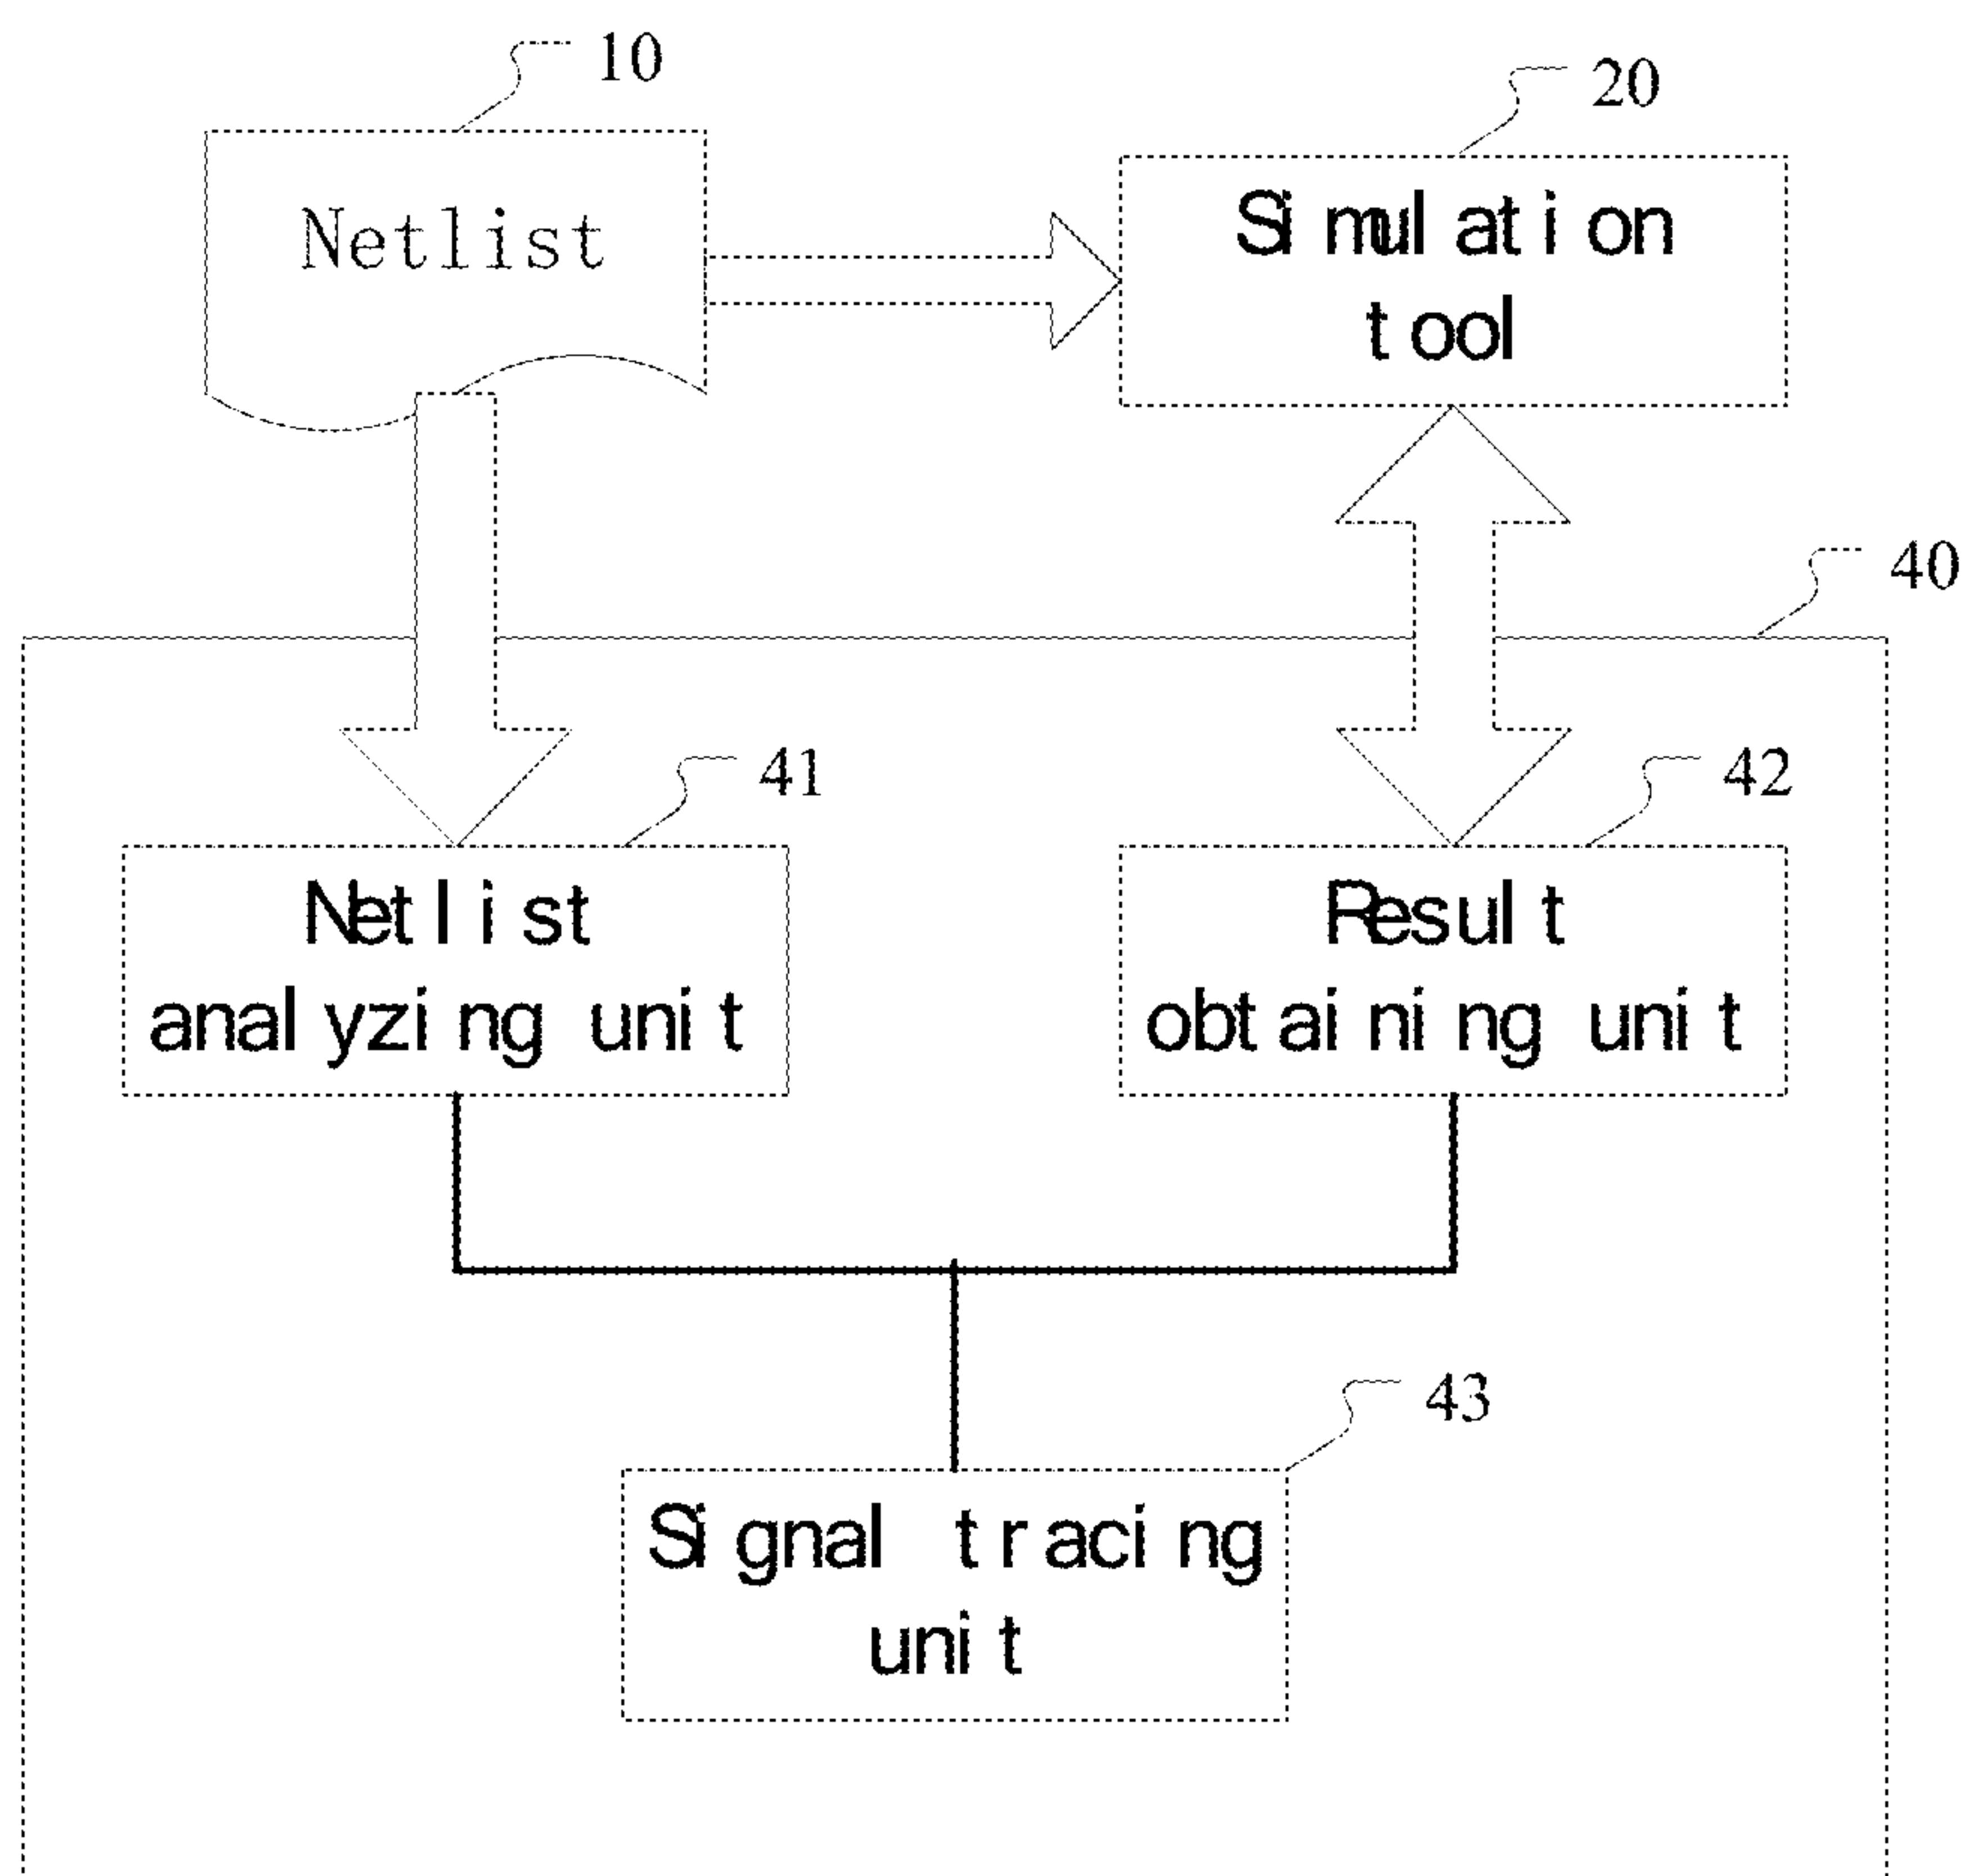 10
20
Netlist
Simulation
tool
40
41
42
Netlist
analyzing unit
Result
obtaining unit
43
Signal tracing
unit